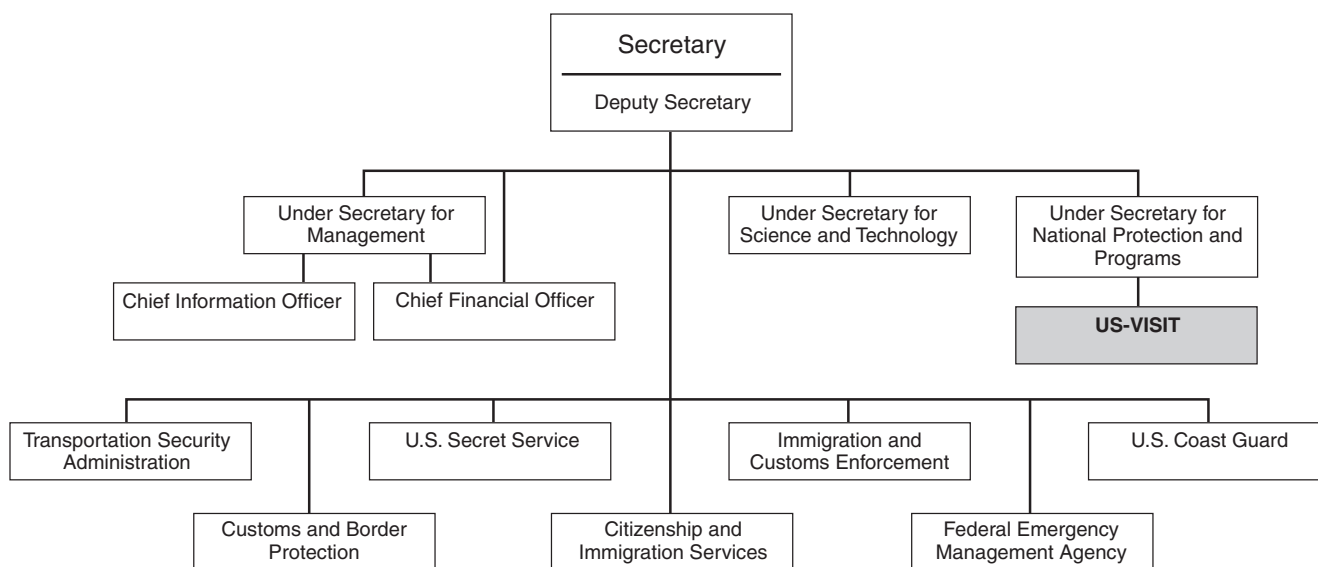 Secretary
Deputy Secretary
Under Secretary for
Management
Under Secretary for
Science and Technology
Under Secretary for
National Protection and
Programs
Chief Information Officer
Chief Financial Officer
US-VISIT
Transportation Security
Administration
U.S. Secret Service
Immigration and
Customs Enforcement
U.S. Coast Guard
Customs and Border
Protection
Citizenship and
Immigration Services
Federal Emergency
Management Agency